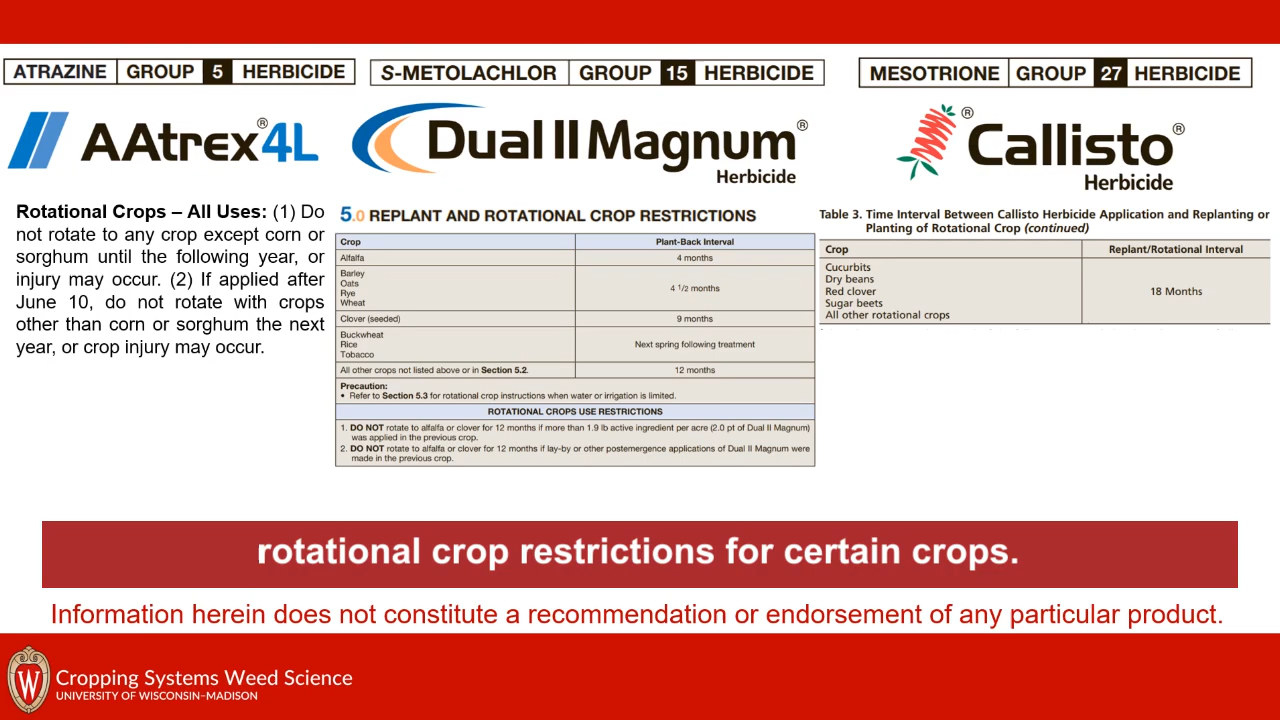 ATRAZINE GROUP 5 HERBICIDE
AAtrex®4L
Rotational Crops – All Uses: (1) Do
not rotate to any crop except corn or
sorghum until the following year, or
injury may occur. (2) If applied after
June 10, do not rotate with crops
other than corn or sorghum the next
year, or crop injury may occur.
S-METOLACHLOR GROUP 15 HERBICIDE
Dual II Magnum®
Herbicide
5.0 REPLANT AND ROTATIONAL CROP RESTRICTIONS
Crop Plant-Back Interval
Alfalfa 4 months
Barley
Oats
Rye
Wheat
4 1/2 months
Clover (seeded) 9 months
Buckwheat
Rice
Tobacco
Next spring following treatment
All other crops not listed above or in Section 5.2. 12 months
Precaution:
• Refer to Section 5.3 for rotational crop instructions when water or irrigation is limited.
ROTATIONAL CROPS USE RESTRICTIONS
1. DO NOT rotate to alfalfa or clover for 12 months if more than 1.9 lb active ingredient per acre (2.0 pt of Dual II Magnum)
was applied in the previous crop.
2. DO NOT rotate to alfalfa or clover for 12 months if lay-by or other postemergence applications of Dual II Magnum were
made in the previous crop.
MESOTRIONE GROUP 27 HERBICIDE
® Callisto®
Herbicide
Table 3. Time Interval Between Callisto Herbicide Application and Replanting or
Planting of Rotational Crop (continued)
Crop Replant/Rotational Interval
Cucurbits
Dry beans
Red clover
Sugar beets
All other rotational crops
18 Months
rotational crop restrictions for certain crops.
Information herein does not constitute a recommendation or endorsement of any particular product.
W
Cropping Systems Weed Science
UNIVERSITY OF WISCONSIN–MADISON